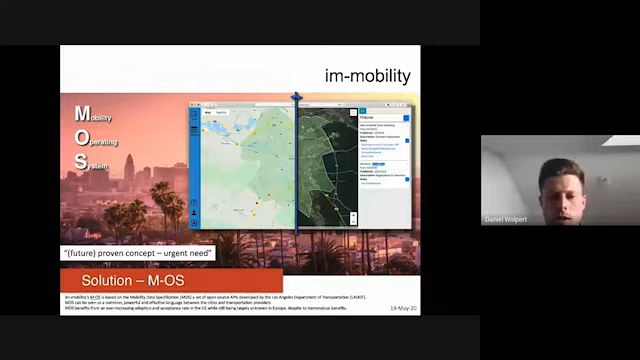 im-mobility
Mobility
Operating
System
Map
Policies
"(future) proven concept – urgent need"
Solution – M-OS
im-mobility's M-OS is based on the Mobility Data Specification (MDS) a set of open source APIs developed by the Los Angeles Department of Transportation (LADOT).
MDS can be seen as a common, powerful and effective language between the cities and transportation providers
MDS benefits from an ever-increasing adoption and acceptance rate in the US while still being largely unknown in Europe, despite its tremendous benefits.
19-May-20
Daniel Wolpert